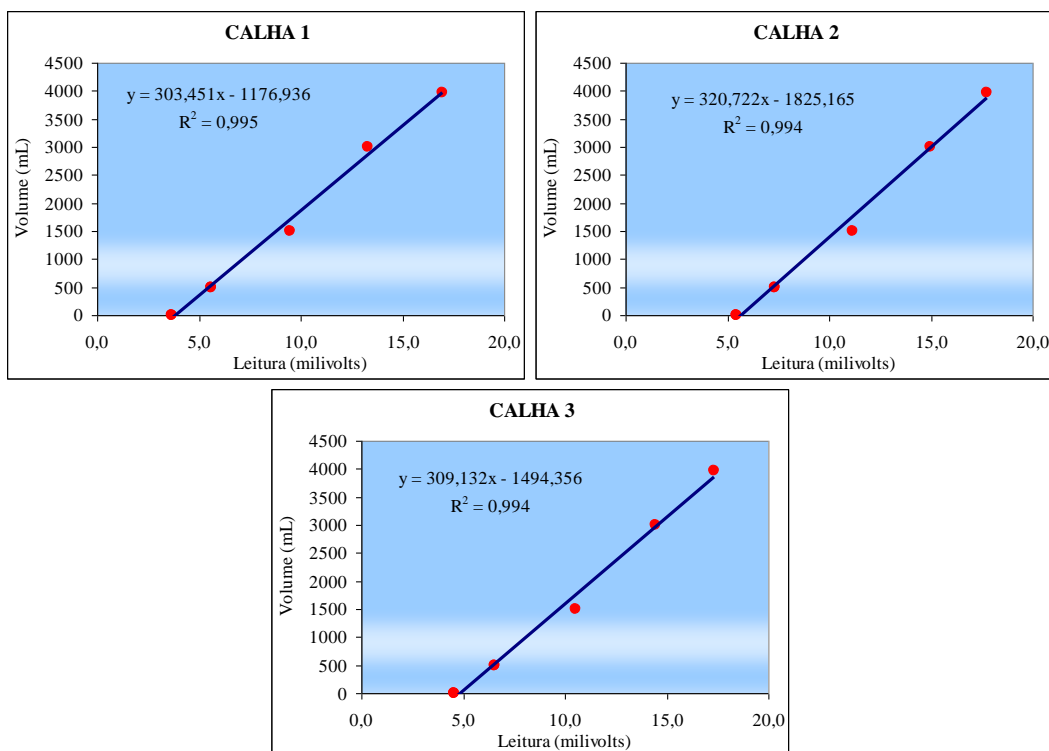 CALHA 1
y = 303,451x - 1176,936
R² = 0,995
Volume (mL)
4500
4000
3500
3000
2500
2000
1500
1000
500
0
0,0 5,0 10,0 15,0 20,0
Leitura (milivolts)
CALHA 2
y = 320,722x - 1825,165
R² = 0,994
Volume (mL)
4500
4000
3500
3000
2500
2000
1500
1000
500
0
0,0 5,0 10,0 15,0 20,0
Leitura (milivolts)
CALHA 3
y = 309,132x - 1494,356
R² = 0,994
Volume (mL)
4500
4000
3500
3000
2500
2000
1500
1000
500
0
0,0 5,0 10,0 15,0 20,0
Leitura (milivolts)